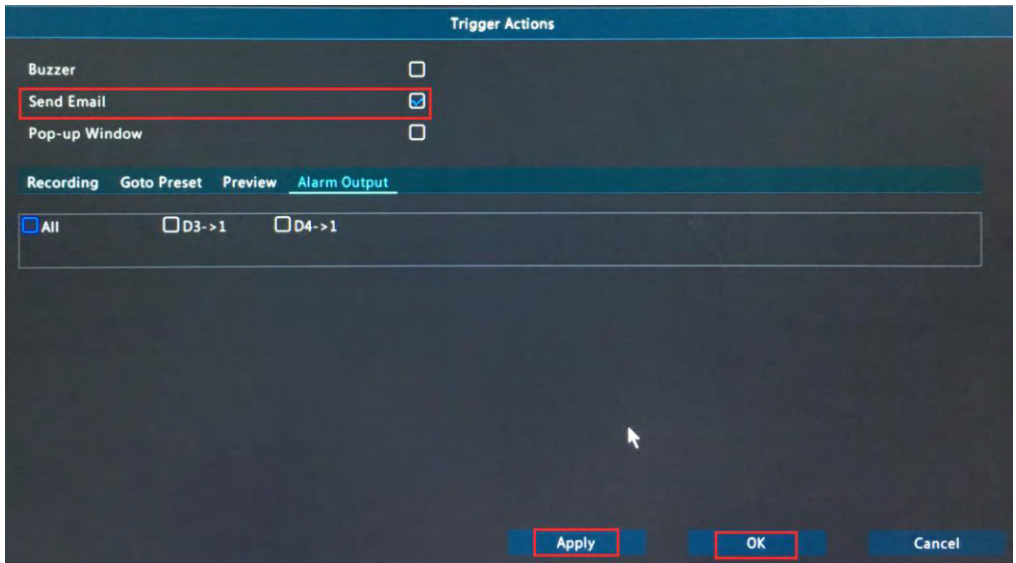 Trigger Actions
Buzzer
Send Email
Pop-up Window
Recording Goto Preset Preview Alarm Output
All D3->1 D4->1
Apply OK Cancel